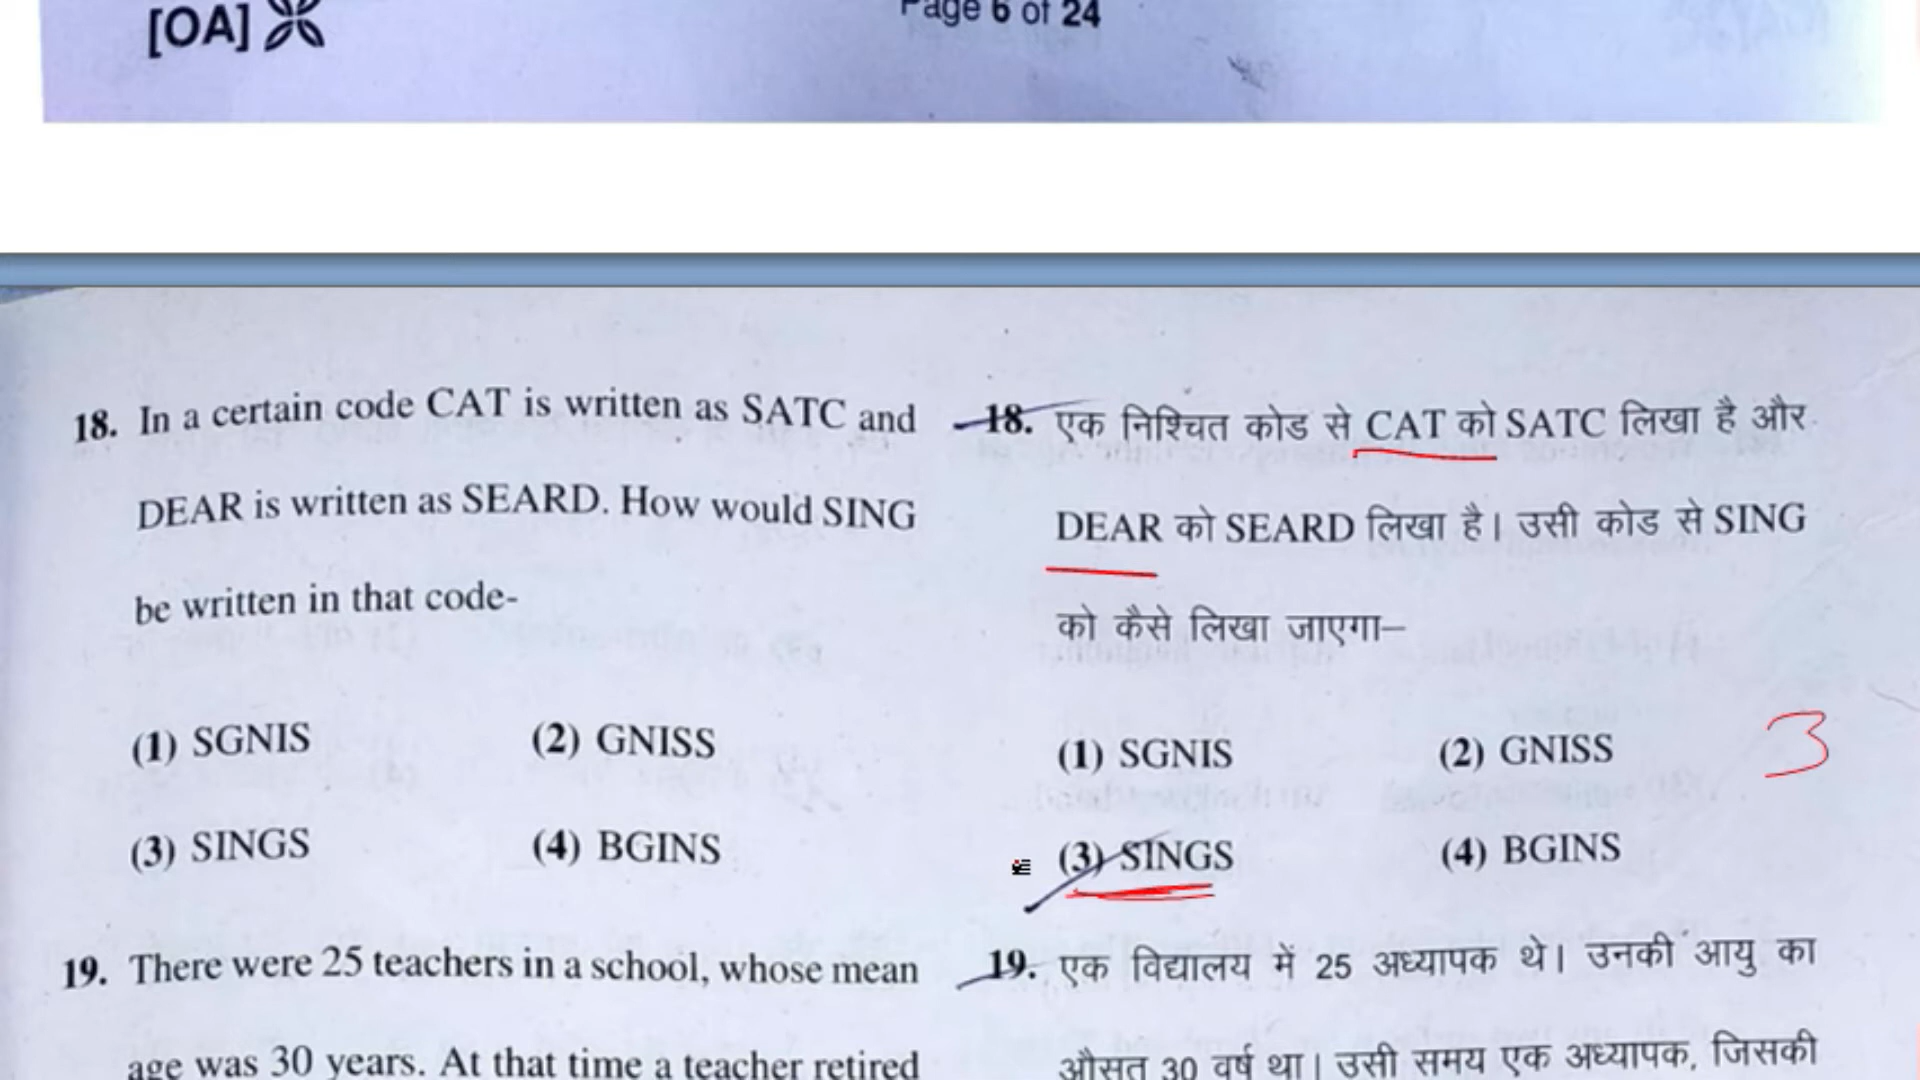 [OA]
Page 6 of 24
18. In a certain code CAT is written as SATC and
DEAR is written as SEARD. How would SING
be written in that code-
(1) SGNIS (2) GNISS
(3) SINGS (4) BGINS
19. There were 25 teachers in a school, whose mean
age was 30 years. At that time a teacher retired
18. एक निश्चित कोड से CAT को SATC लिखा है और
DEAR को SEARD लिखा है। उसी कोड से SING
को कैसे लिखा जाएगा–
(1) SGNIS (2) GNISS
3
(3) SINGS (4) BGINS
19. एक विद्यालय में 25 अध्यापक थे। उनकी आयु का
औसत 30 वर्ष था। उसी समय एक अध्यापक, जिसकी